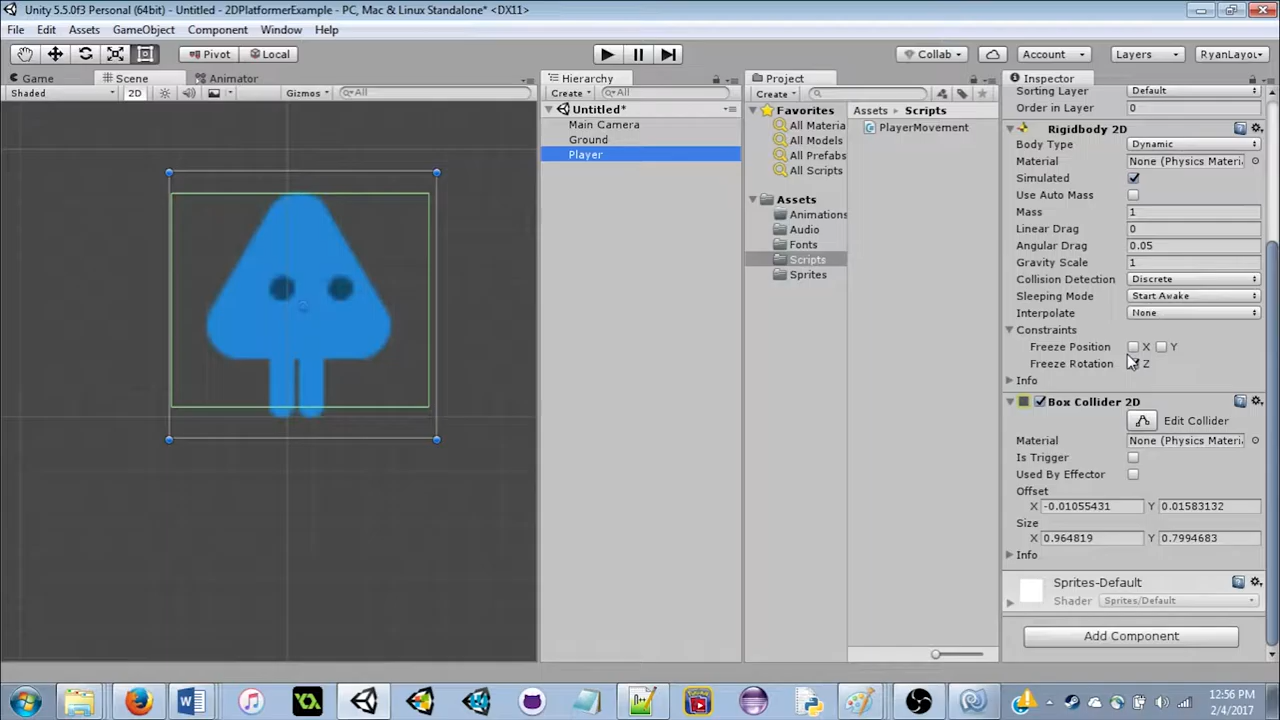 Unity 5.5.0f3 Personal (64bit) - Untitled - 2DPlatformerExample - PC, Mac & Linux Standalone* <DX11>
File Edit Assets GameObject Component Window Help
Pivot Local Collab Account Layers RyanLayou
Game Scene Animator
Shaded 2D Gizmos All
Hierarchy
Create All
Untitled*
Main Camera
Ground
Player
Project
Create
Favorites
All Materia
All Models
All Prefabs
All Scripts
Assets
Animations
Audio
Fonts
Scripts
Sprites
Assets Scripts
PlayerMovement
Inspector
Sorting Layer Default
Order in Layer 0
Rigidbody 2D
Body Type Dynamic
Material None (Physics Materi
Simulated
Use Auto Mass
Mass 1
Linear Drag 0
Angular Drag 0.05
Gravity Scale 1
Collision Detection Discrete
Sleeping Mode Start Awake
Interpolate None
Constraints
Freeze Position X Y
Freeze Rotation Z
Info
Box Collider 2D
Edit Collider
Material None (Physics Materi
Is Trigger
Used By Effector
Offset
X -0.01055431 Y 0.01583132
Size
X 0.964819 Y 0.7994683
Info
Sprites-Default
Shader Sprites/Default
Add Component
12:56 PM
2/4/2017